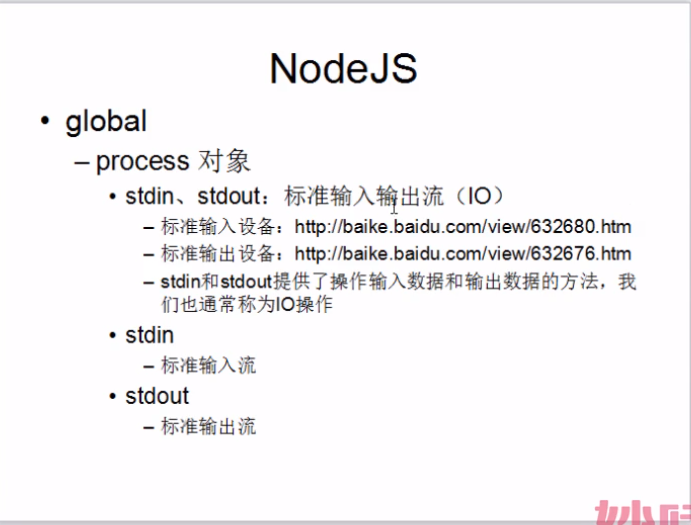 NodeJS
• global
– process 对象
• stdin、stdout：标准输入输出流（IO）
– 标准输入设备：http://baike.baidu.com/view/632680.htm
– 标准输出设备：http://baike.baidu.com/view/632676.htm
– stdin和stdout提供了操作输入数据和输出数据的方法，我
们也通常称为IO操作
• stdin
– 标准输入流
• stdout
– 标准输出流